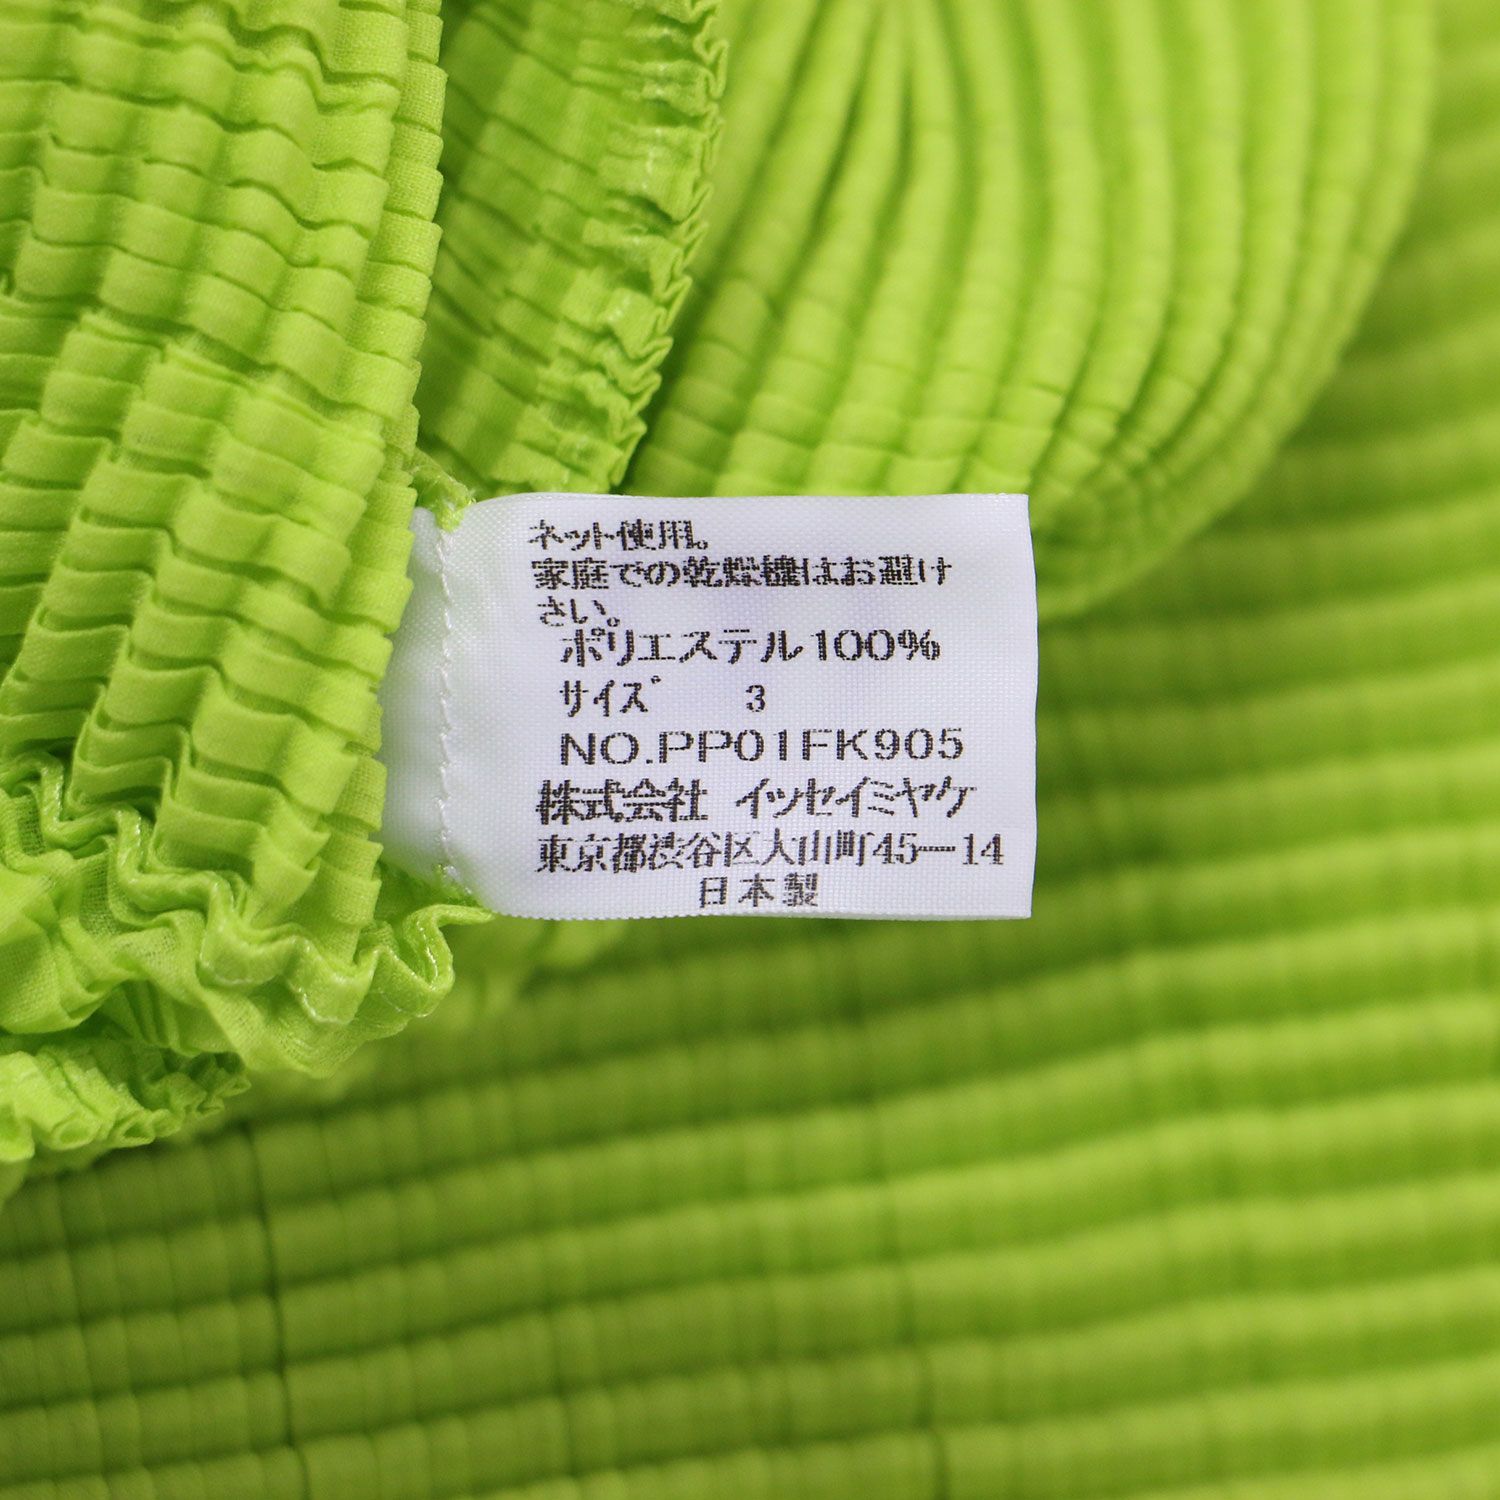 ネット使用。
家庭での乾燥機はお避け
さい。
ポリエステル100%
サイズ 3
NO.PP01FK905
株式会社 イッセイミヤケ
東京都渋谷区大山町45―14
日本製